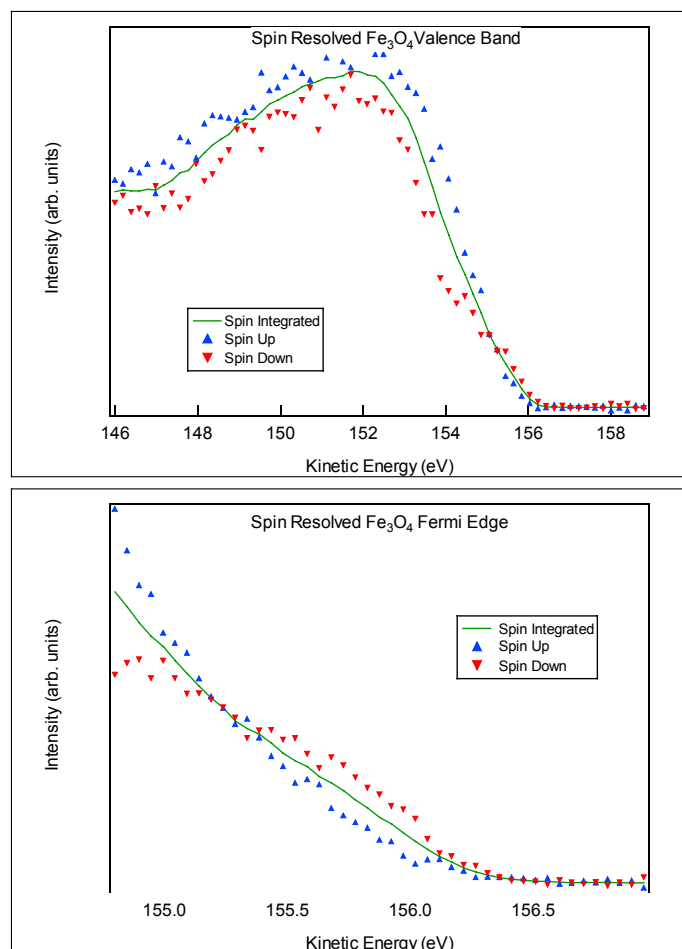 Spin Resolved Fe₃O₄Valence Band
Intensity (arb. units)
Spin Integrated
Spin Up
Spin Down
146 148 150 152 154 156 158
Kinetic Energy (eV)
Spin Resolved Fe₃O₄ Fermi Edge
Intensity (arb. units)
Spin Integrated
Spin Up
Spin Down
155.0 155.5 156.0 156.5
Kinetic Energy (eV)